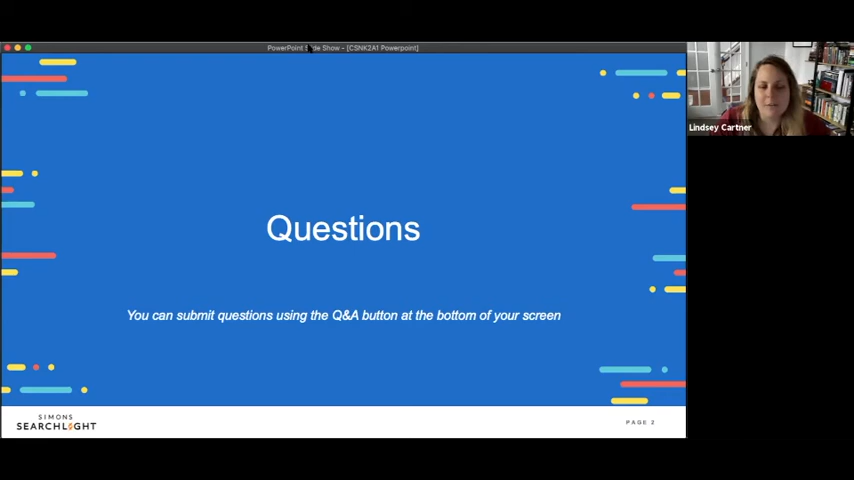 PowerPoint Slide Show - [CSNK2A1 Powerpoint]
Lindsey Cartner
Questions
You can submit questions using the Q&A button at the bottom of your screen
SIMONS
SEARCHLIGHT
PAGE 2